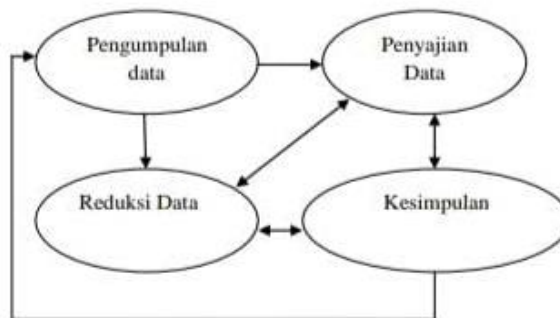 Pengumpulan
data
Penyajian
Data
Reduksi Data
Kesimpulan